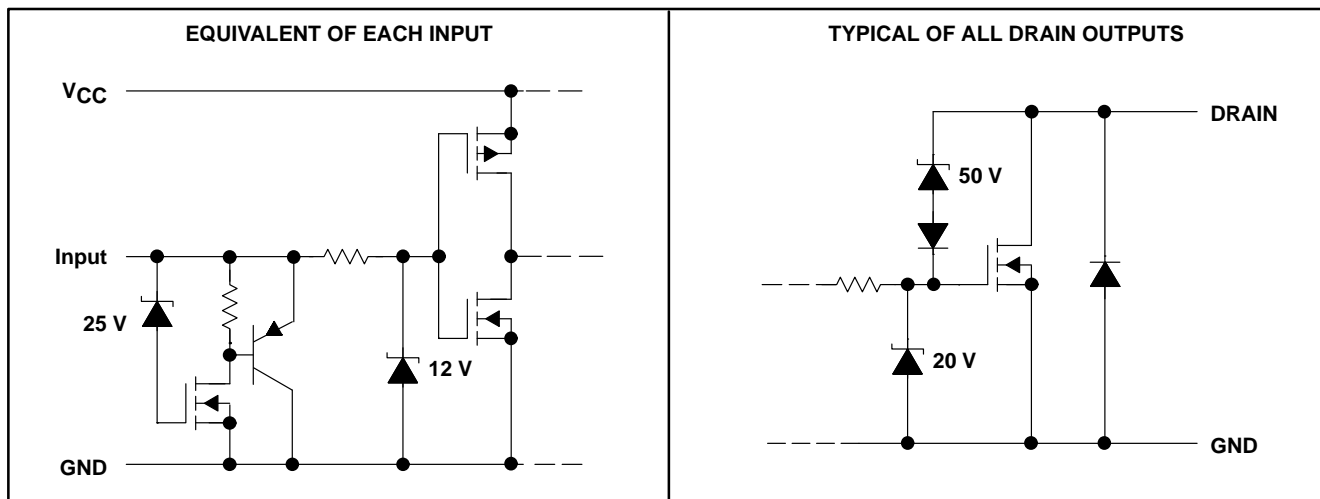 EQUIVALENT OF EACH INPUT
VCC
Input
25 V
12 V
GND
TYPICAL OF ALL DRAIN OUTPUTS
DRAIN
50 V
20 V
GND